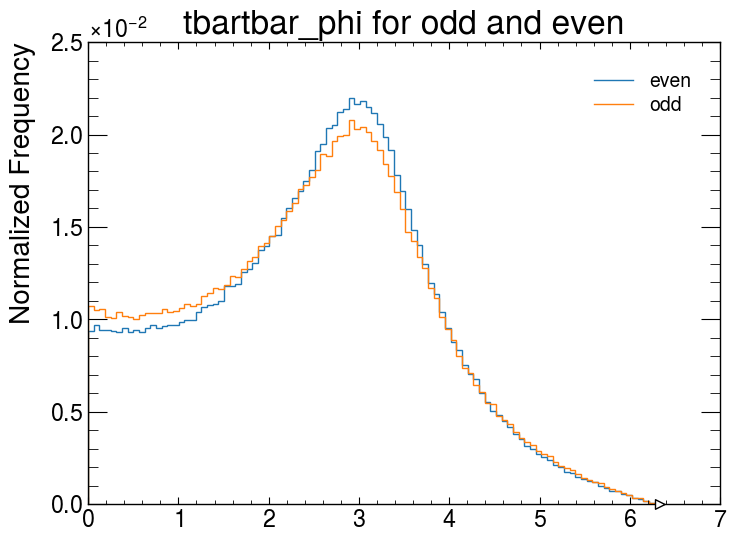 tbartbar_phi for odd and even
×10⁻²
Normalized Frequency
2.5
2.0
1.5
1.0
0.5
0.0
even
odd
0 1 2 3 4 5 6 7